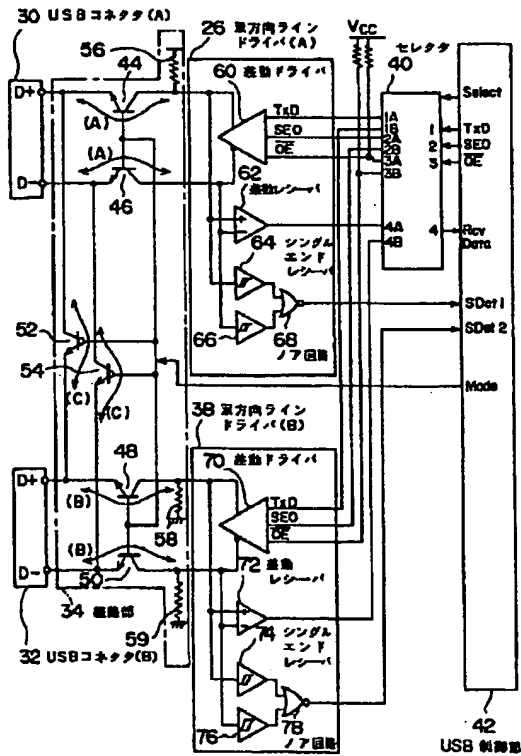 30 USBコネクタ(A)
56
44
D+
D-
(A)
(A)
46
52
54
(C)
(C)
48
D+
(B)
58
(B)
D-
50
59
34 経路部
32 USBコネクタ(B)
26 双方向ライン
ドライバ(A)
60 差動ドライバ
TxD
SEO
OE
62 差動レシーバ
64 シングル
エンド
レシーバ
66
68
ノア回路
38 双方向ライン
ドライバ(B)
70 差動ドライバ
TxD
SEO
OE
72 差動
レシーバ
74 シングル
エンド
レシーバ
76
78
ノア回路
VCC
セレクタ
40
1A
1B
2A
2B
3A
3B
4A
4B
1
2
3
4
Select
TxD
SEO
OE
Rcv
Data
SDet1
SDet2
Mode
42
USB 制御部